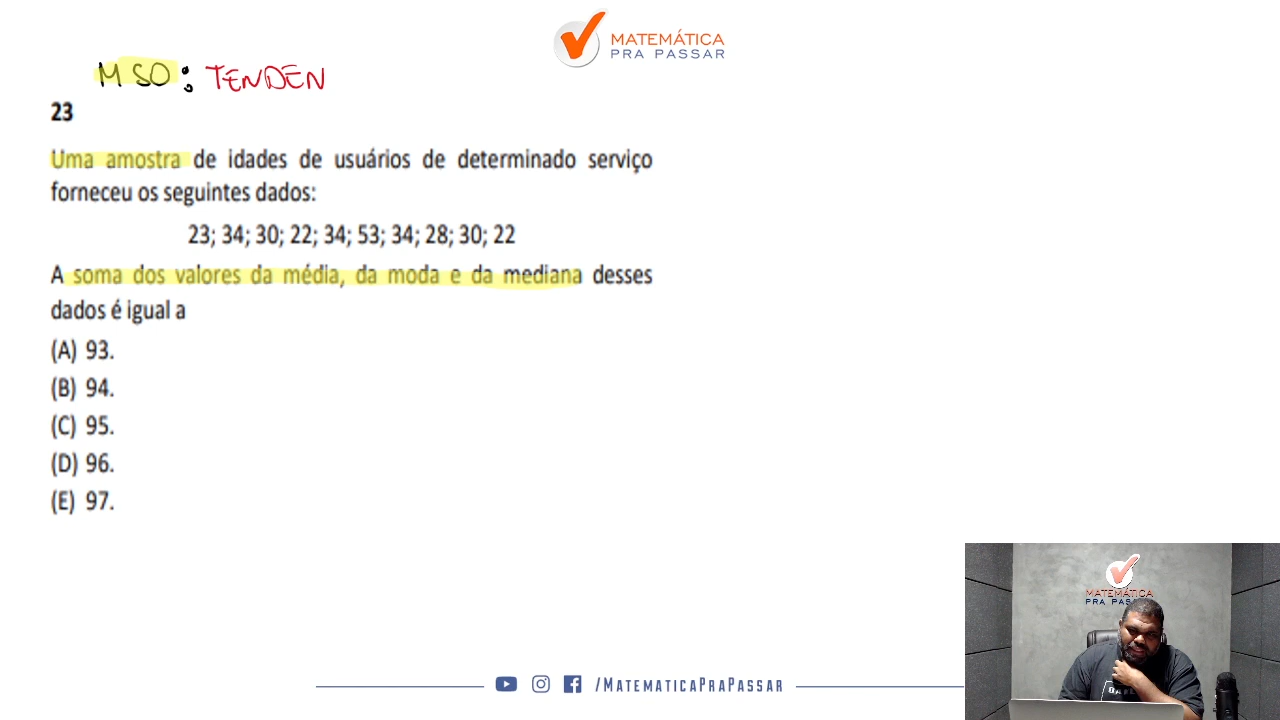 MATEMÁTICA
PRA PASSAR
M SO : TENDEN
23
Uma amostra de idades de usuários de determinado serviço
forneceu os seguintes dados:
23; 34; 30; 22; 34; 53; 34; 28; 30; 22
A soma dos valores da média, da moda e da mediana desses
dados é igual a
(A) 93.
(B) 94.
(C) 95.
(D) 96.
(E) 97.
MATEMÁTICA
PRA PASSAR
/MATEMATICAPRAPASSAR